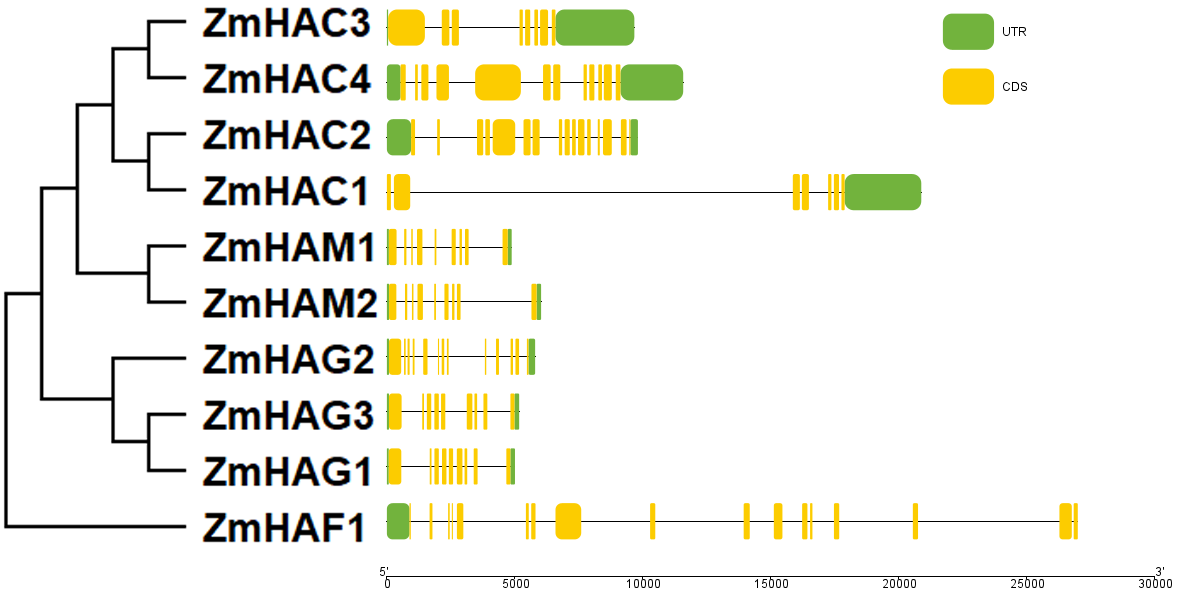 ZmHAC3
UTR
ZmHAC4
CDS
ZmHAC2
ZmHAC1
ZmHAM1
ZmHAM2
ZmHAG2
ZmHAG3
ZmHAG1
ZmHAF1
5' 3'
0 5000 10000 15000 20000 25000 30000